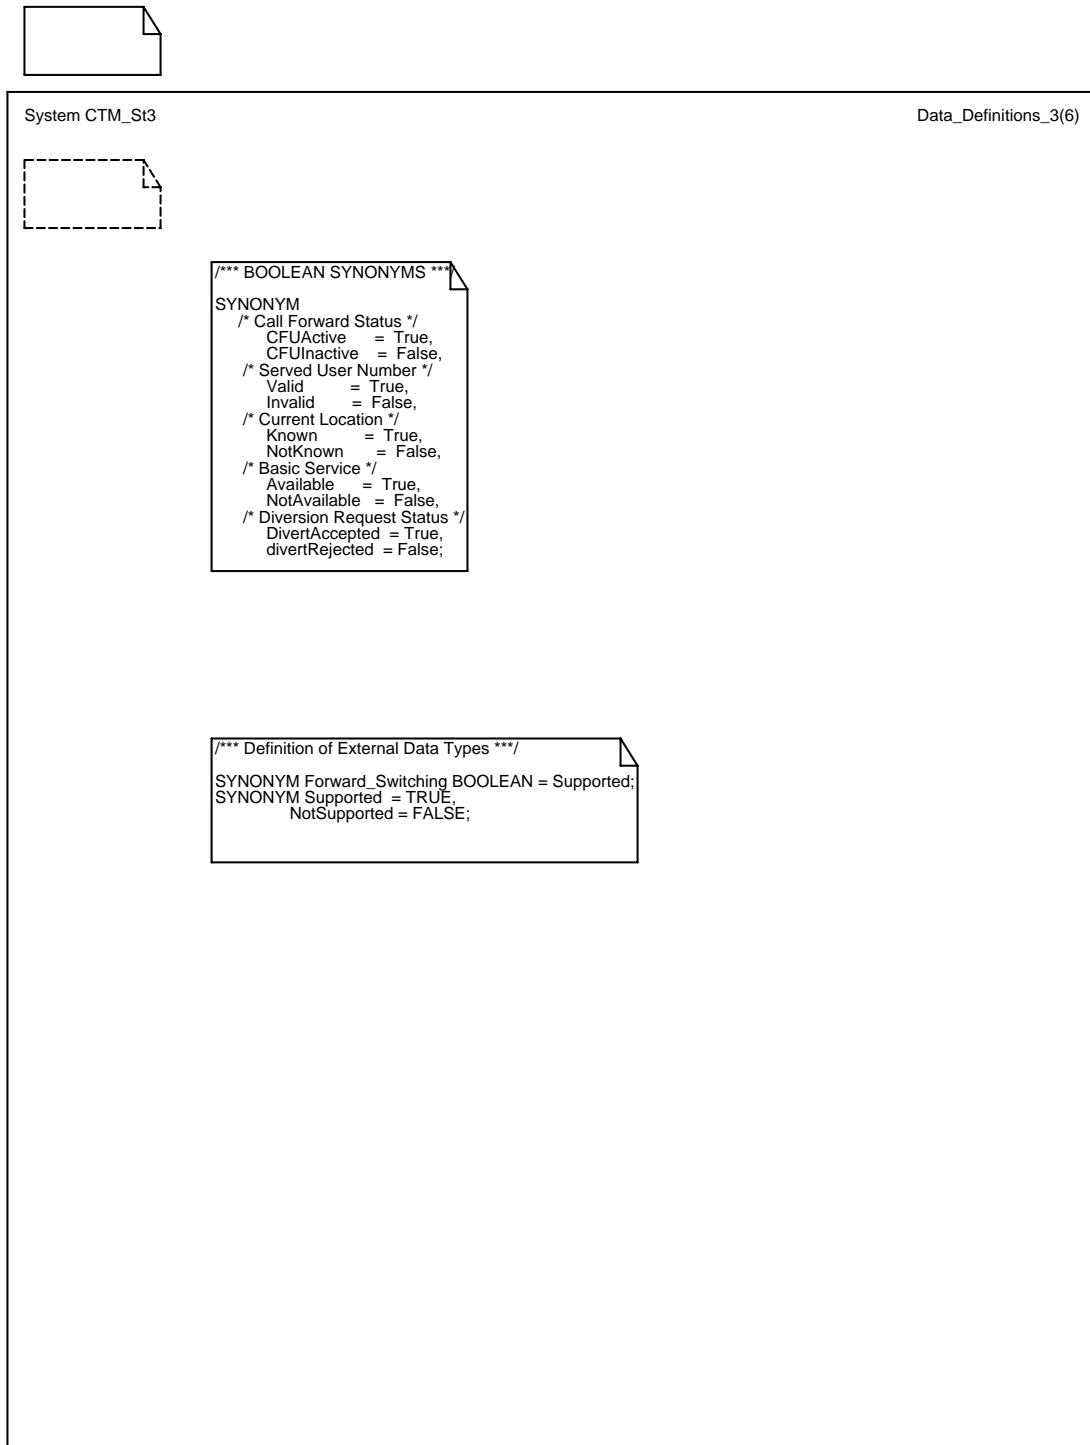 System CTM_St3
Data_Definitions_3(6)
/*** BOOLEAN SYNONYMS ***/
SYNONYM
/* Call Forward Status */
CFUActive = True,
CFUInactive = False,
/* Served User Number */
Valid = True,
Invalid = False,
/* Current Location */
Known = True,
NotKnown = False,
/* Basic Service */
Available = True,
NotAvailable = False,
/* Diversion Request Status */
DivertAccepted = True,
divertRejected = False;
/*** Definition of External Data Types ***/
SYNONYM Forward_Switching BOOLEAN = Supported;
SYNONYM Supported = TRUE,
NotSupported = FALSE;